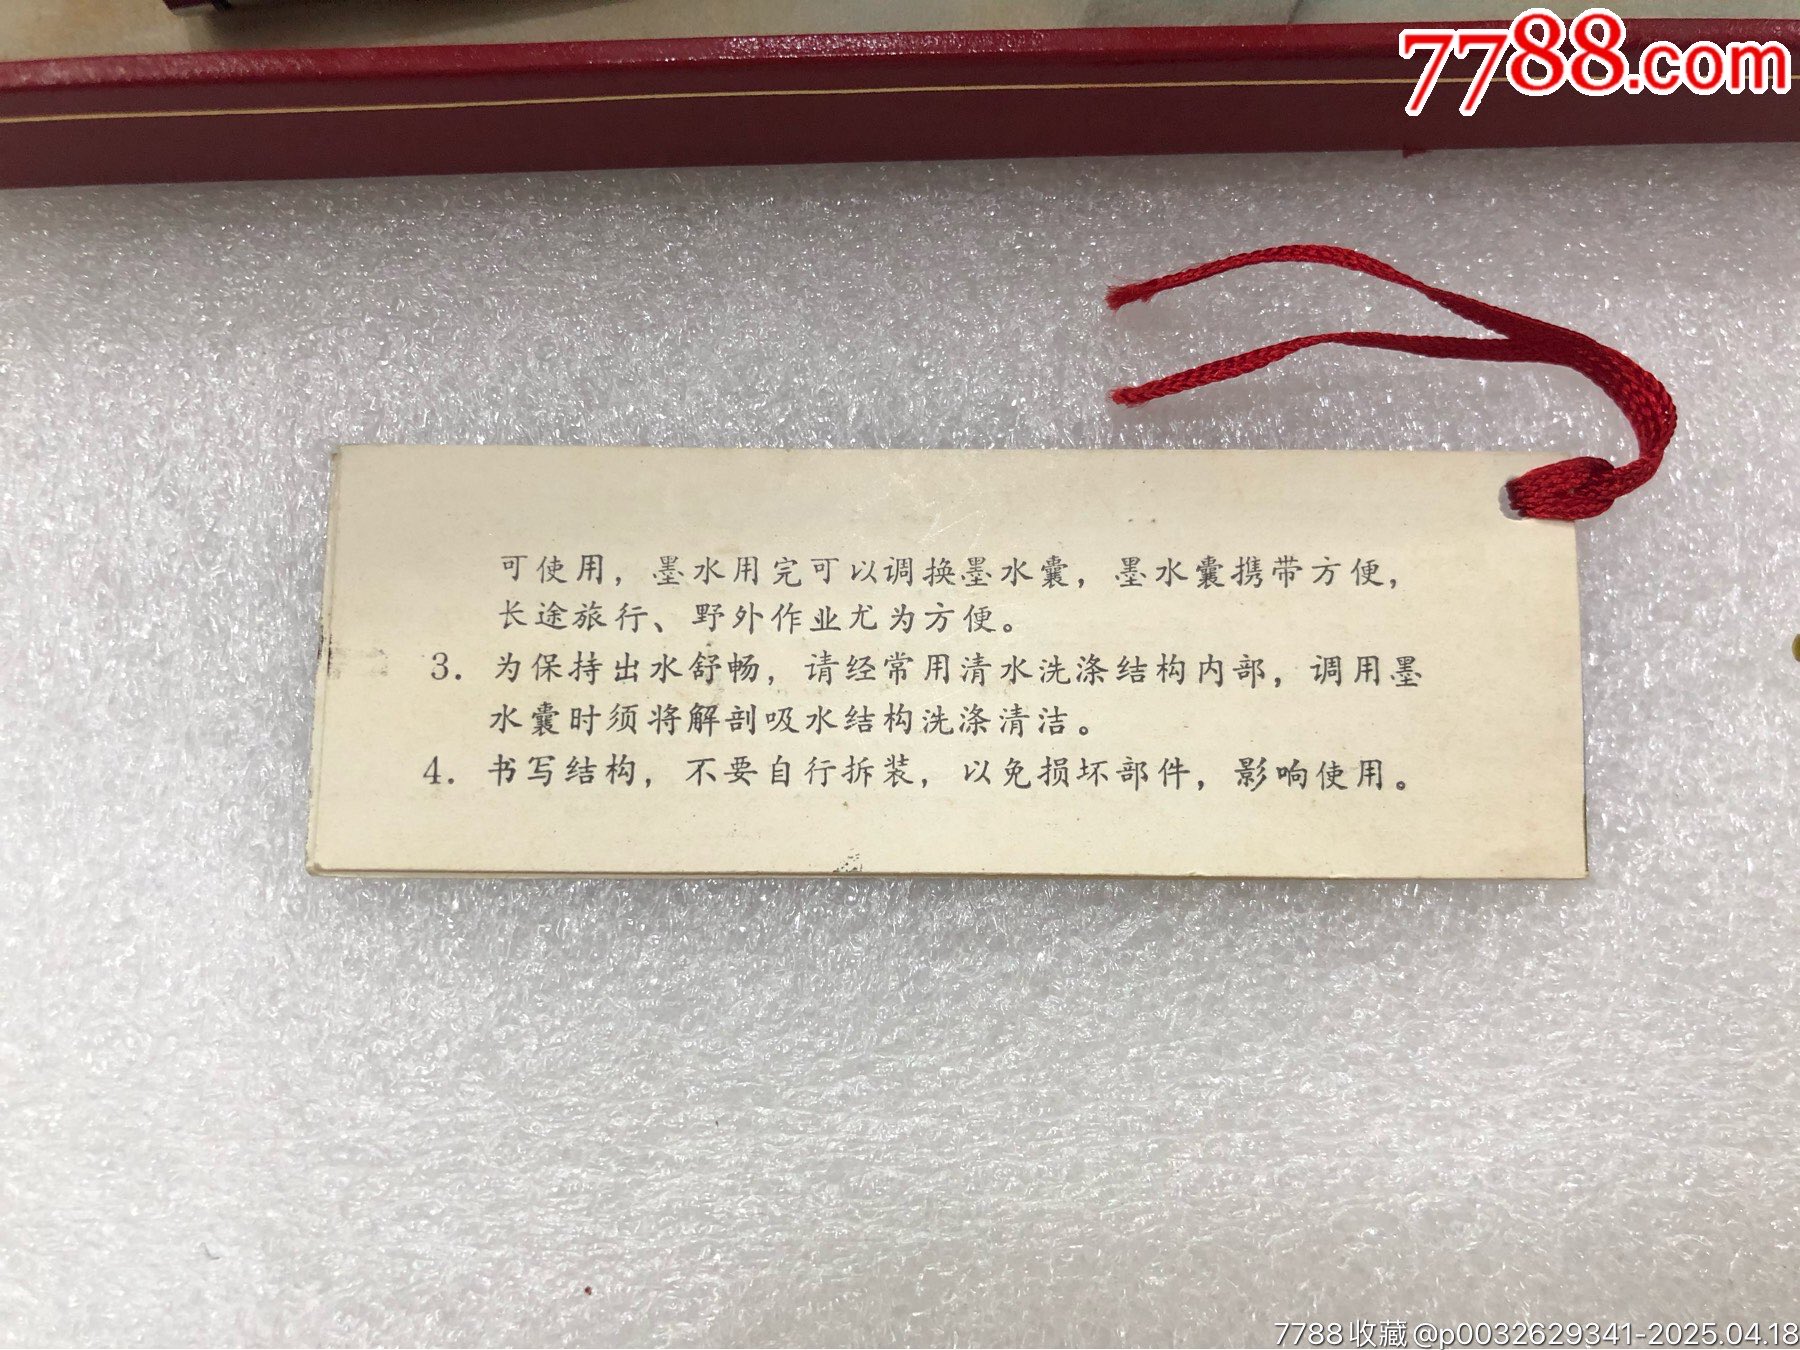 7788.com
可使用，墨水用完可以调换墨水囊，墨水囊携带方便，
长途旅行、野外作业尤为方便。
3. 为保持出水舒畅，请经常用清水洗涤结构内部，调用墨
水囊时须将解剖吸水结构洗涤清洁。
4. 书写结构，不要自行拆装，以免损坏部件，影响使用。
7788收藏@p0032629341-2025.04.18